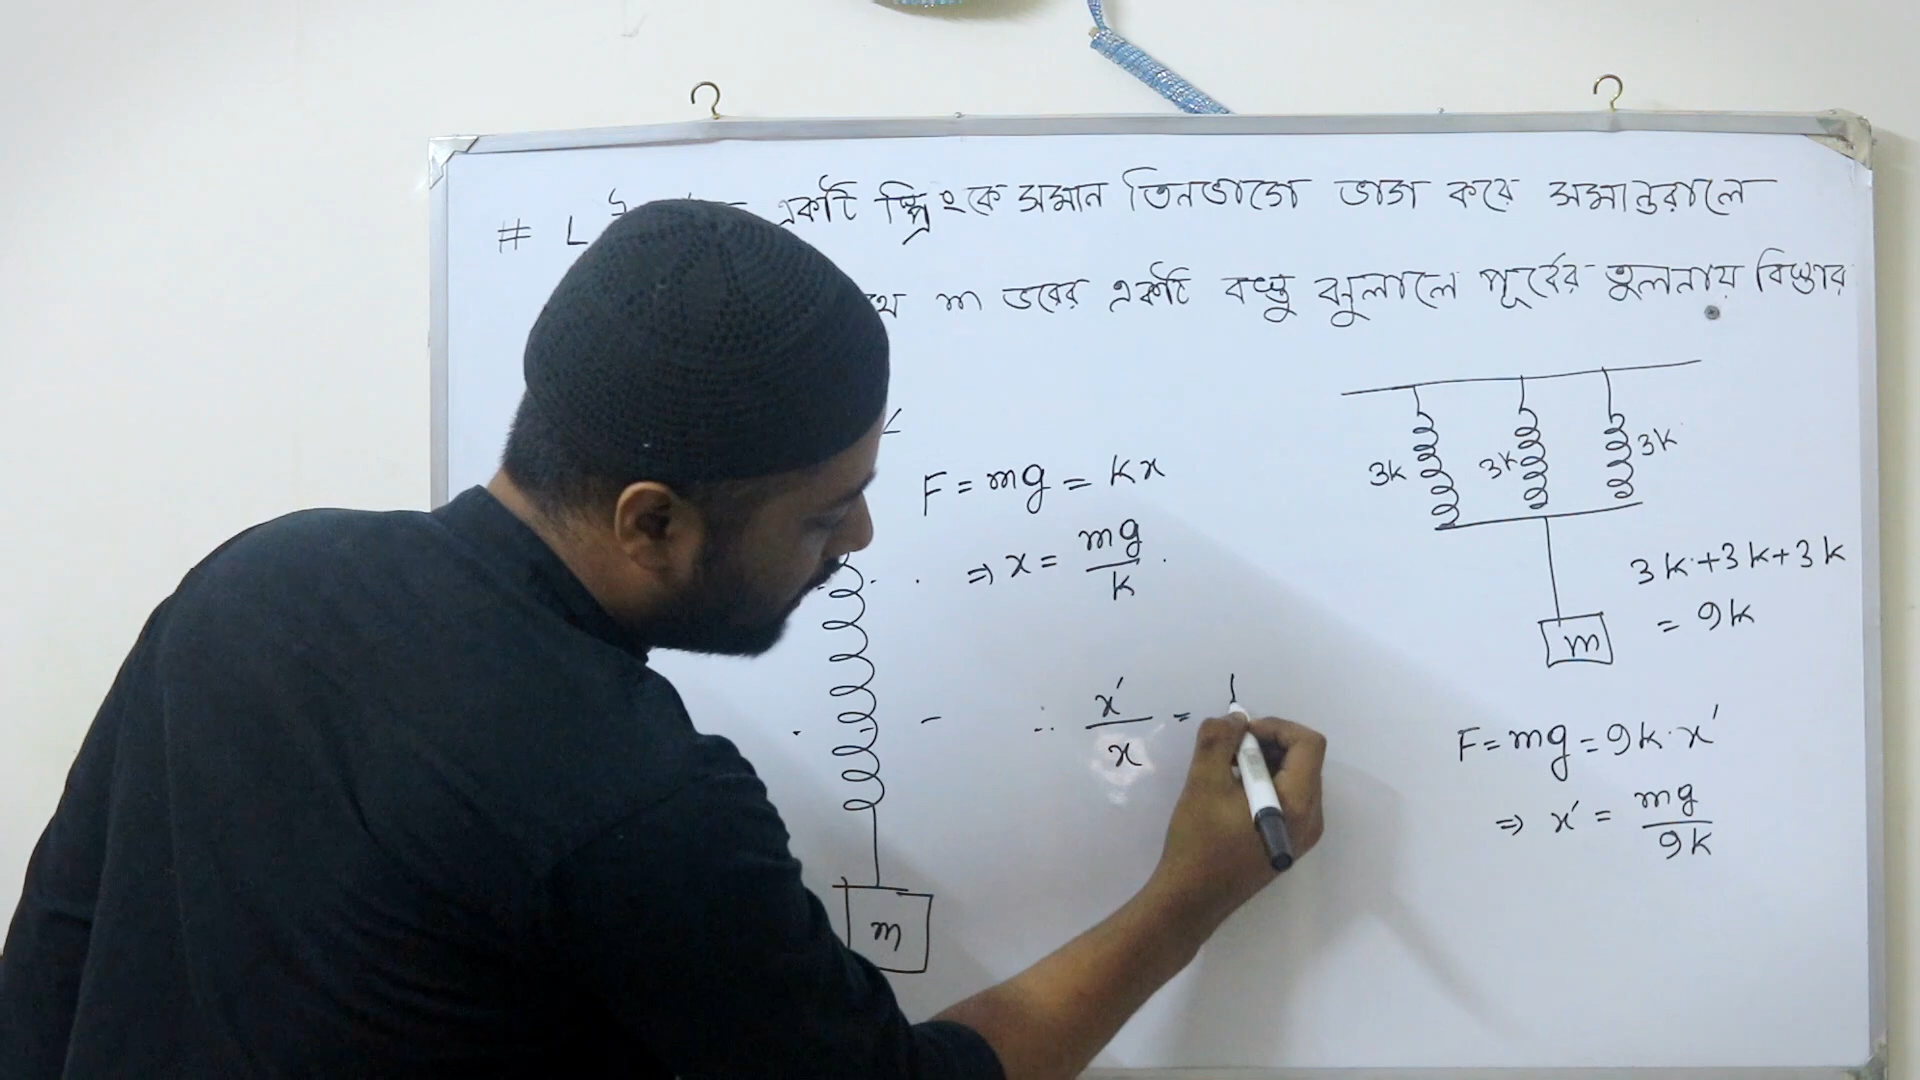 # L একটি স্প্রিংকে সমান তিনভাগে ভাগ করে সমান্তরালে
m ভরের একটি বস্তু ঝুলালে পূর্বের তুলনায় বিস্তার
F = mg = kx
⇒ x = mg/k
∴ x′/x =
m
3k 3k 3k
m
3k + 3k + 3k
= 9k
F = mg = 9k · x′
⇒ x′ = mg/9k